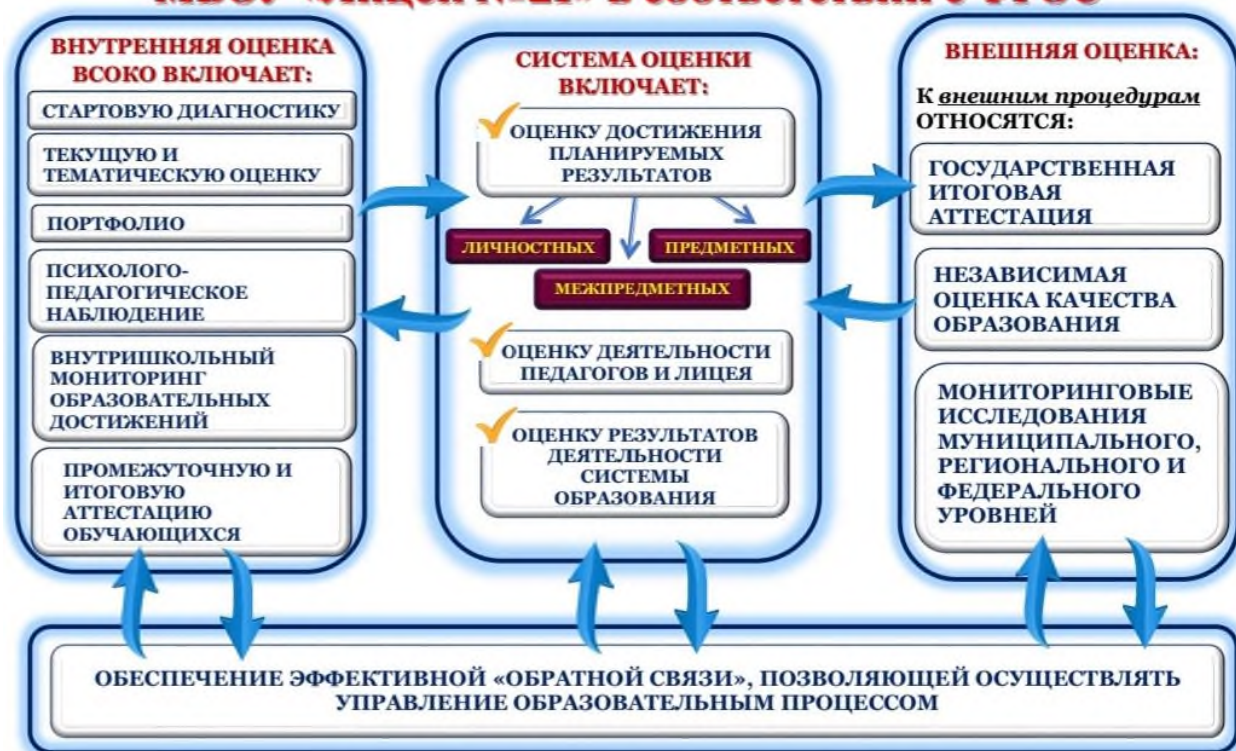 ВНУТРЕННЯЯ ОЦЕНКА
ВСОКО ВКЛЮЧАЕТ:
СТАРТОВУЮ ДИАГНОСТИКУ
ТЕКУЩУЮ И
ТЕМАТИЧЕСКУЮ ОЦЕНКУ
ПОРТФОЛИО
ПСИХОЛОГО-
ПЕДАГОГИЧЕСКОЕ
НАБЛЮДЕНИЕ
ВНУТРИШКОЛЬНЫЙ
МОНИТОРИНГ
ОБРАЗОВАТЕЛЬНЫХ
ДОСТИЖЕНИЙ
ПРОМЕЖУТОЧНУЮ И
ИТОГОВУЮ
АТТЕСТАЦИЮ
ОБУЧАЮЩИХСЯ
СИСТЕМА ОЦЕНКИ
ВКЛЮЧАЕТ:
ОЦЕНКУ ДОСТИЖЕНИЯ
ПЛАНИРУЕМЫХ
РЕЗУЛЬТАТОВ
ЛИЧНОСТНЫХ
ПРЕДМЕТНЫХ
МЕЖПРЕДМЕТНЫХ
ОЦЕНКУ ДЕЯТЕЛЬНОСТИ
ПЕДАГОГОВ И ЛИЦЕЯ
ОЦЕНКУ РЕЗУЛЬТАТОВ
ДЕЯТЕЛЬНОСТИ
СИСТЕМЫ
ОБРАЗОВАНИЯ
ВНЕШНЯЯ ОЦЕНКА:
К внешним процедурам
ОТНОСЯТСЯ:
ГОСУДАРСТВЕННАЯ
ИТОГОВАЯ
АТТЕСТАЦИЯ
НЕЗАВИСИМАЯ
ОЦЕНКА КАЧЕСТВА
ОБРАЗОВАНИЯ
МОНИТОРИНГОВЫЕ
ИССЛЕДОВАНИЯ
МУНИЦИПАЛЬНОГО,
РЕГИОНАЛЬНОГО И
ФЕДЕРАЛЬНОГО
УРОВНЕЙ
ОБЕСПЕЧЕНИЕ ЭФФЕКТИВНОЙ «ОБРАТНОЙ СВЯЗИ», ПОЗВОЛЯЮЩЕЙ ОСУЩЕСТВЛЯТЬ
УПРАВЛЕНИЕ ОБРАЗОВАТЕЛЬНЫМ ПРОЦЕССОМ